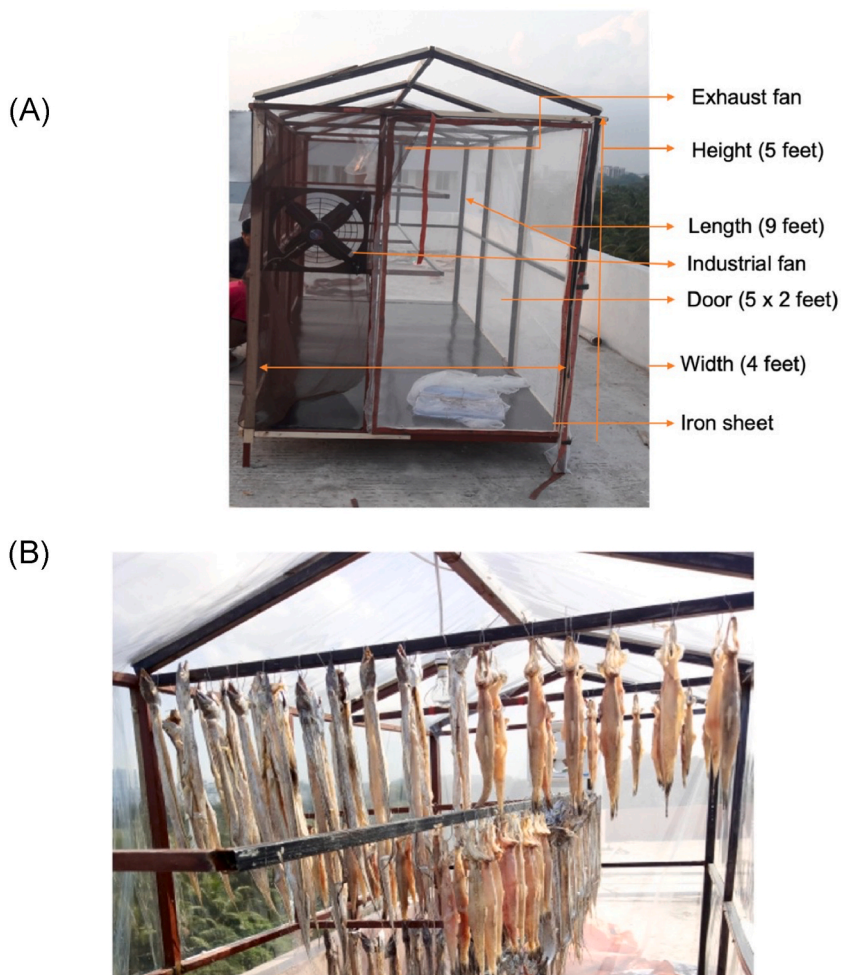 (A)
Exhaust fan
Height (5 feet)
Length (9 feet)
Industrial fan
Door (5 x 2 feet)
Width (4 feet)
Iron sheet
(B)